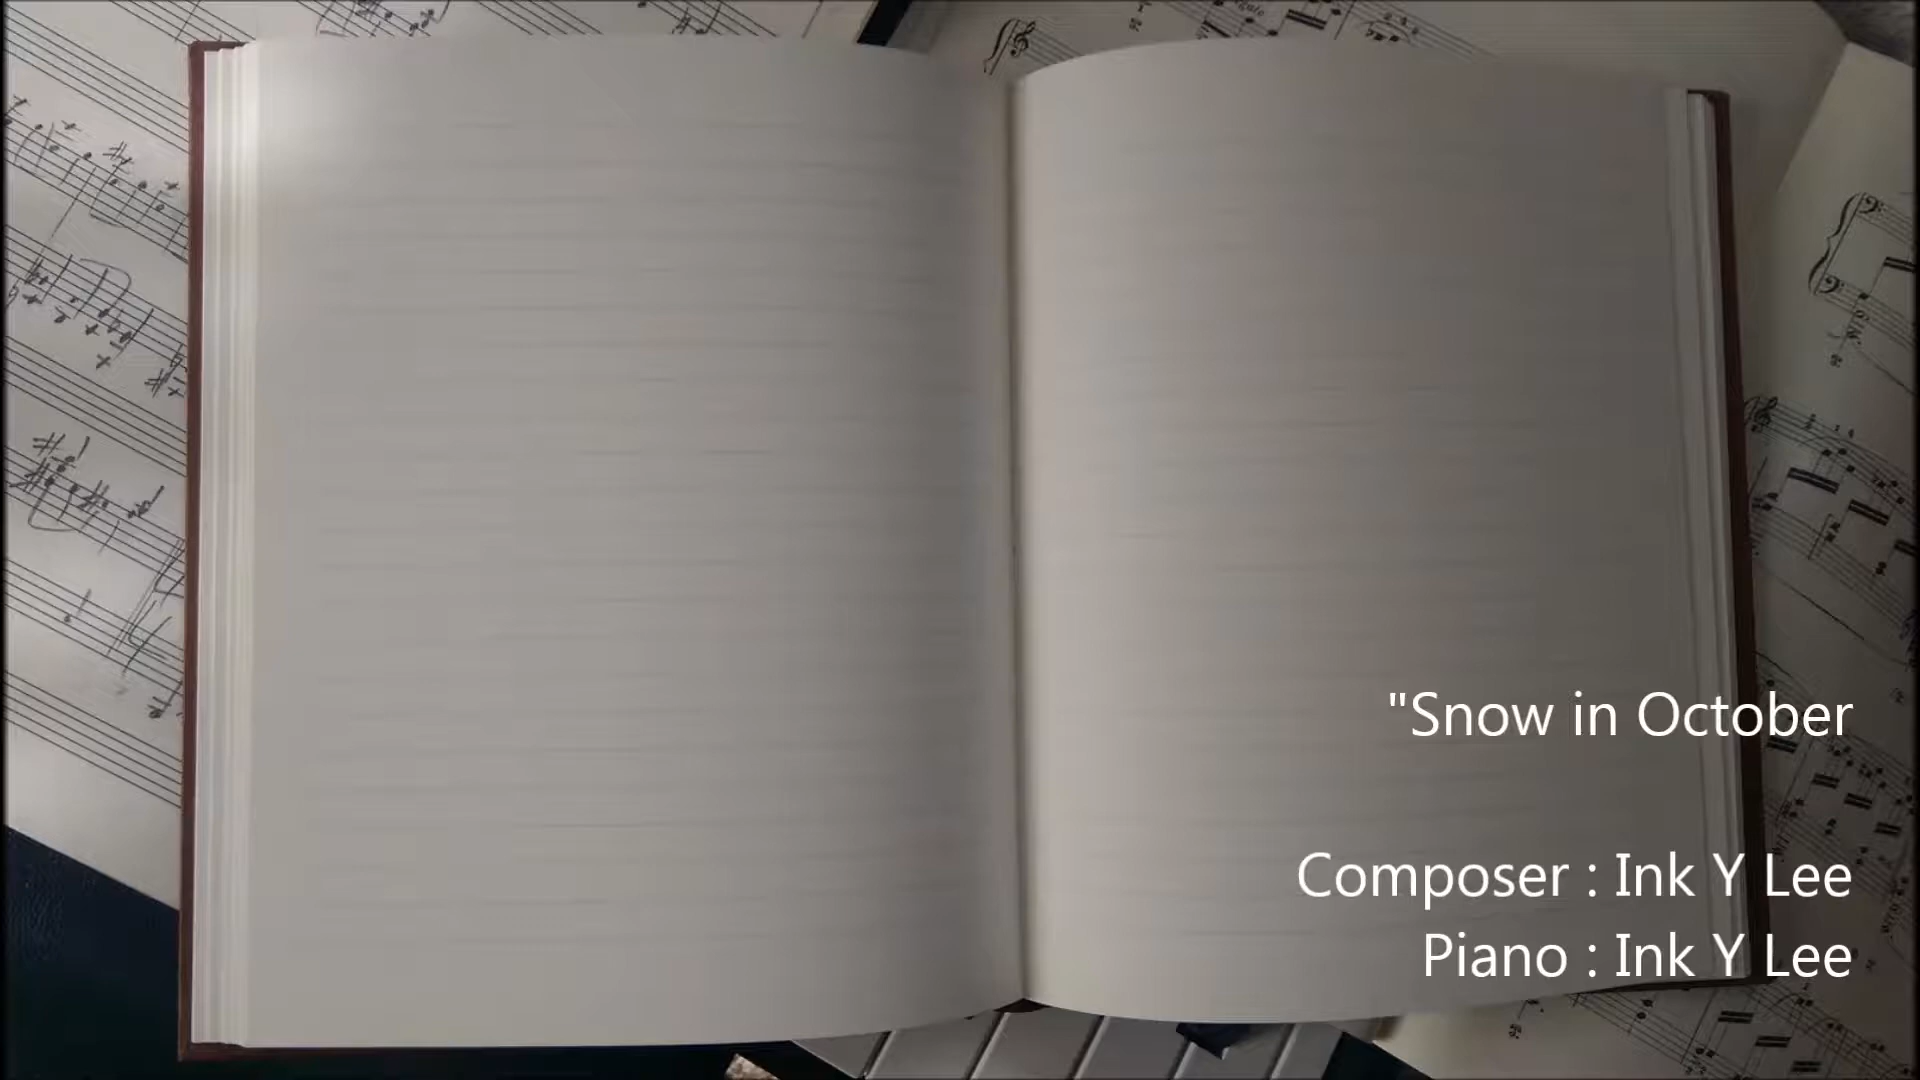 "Snow in October
Composer : Ink Y Lee
Piano : Ink Y Lee